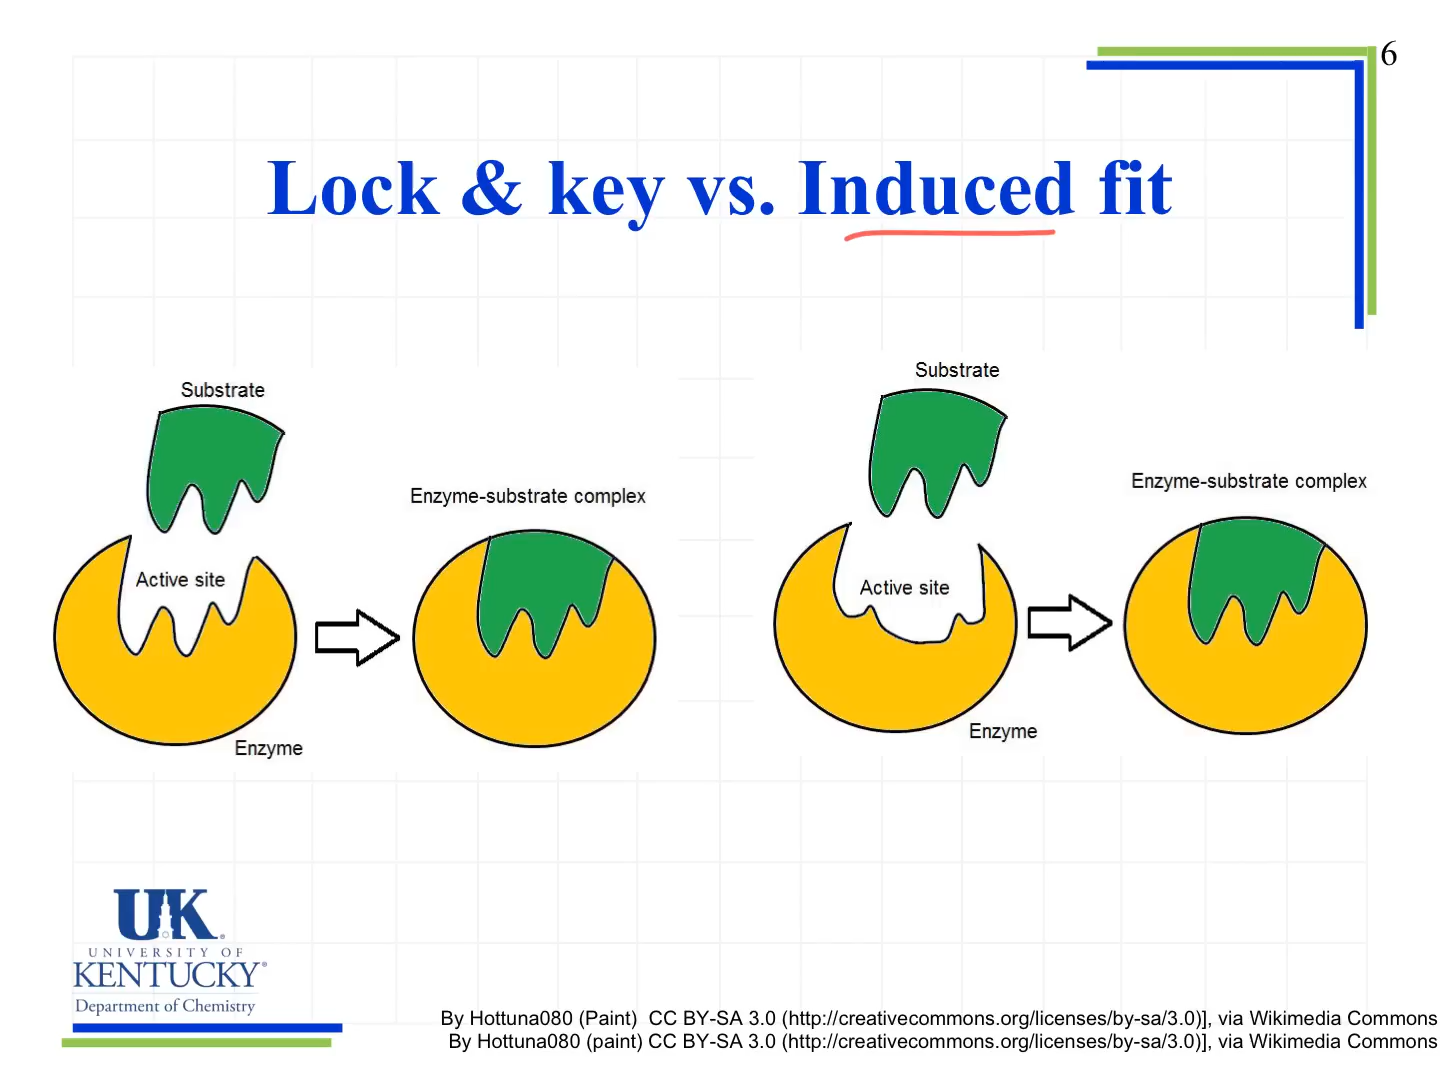 6
Lock & key vs. Induced fit
Substrate
Enzyme-substrate complex
Active site
Enzyme
Substrate
Enzyme-substrate complex
Active site
Enzyme
UK
UNIVERSITY OF
KENTUCKY®
Department of Chemistry
By Hottuna080 (Paint)  CC BY-SA 3.0 (http://creativecommons.org/licenses/by-sa/3.0)], via Wikimedia Commons
By Hottuna080 (paint) CC BY-SA 3.0 (http://creativecommons.org/licenses/by-sa/3.0)], via Wikimedia Commons